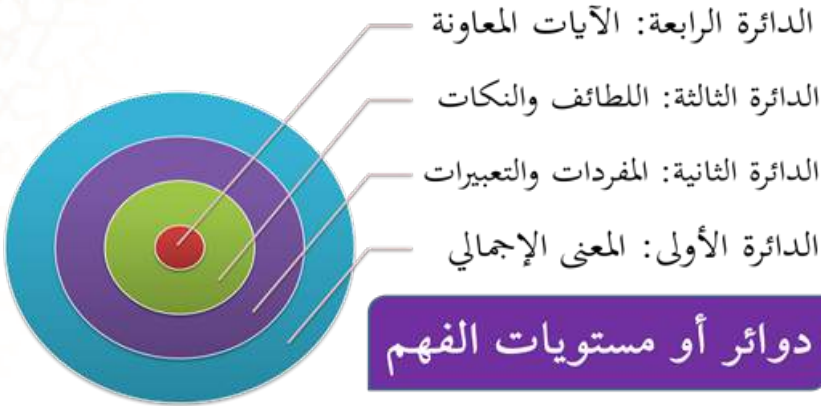 الدائرة الرابعة: الآيات المعاونة
الدائرة الثالثة: اللطائف والنكات
الدائرة الثانية: المفردات والتعبيرات
الدائرة الأولى: المعنى الإجمالي
دوائر أو مستويات الفهم